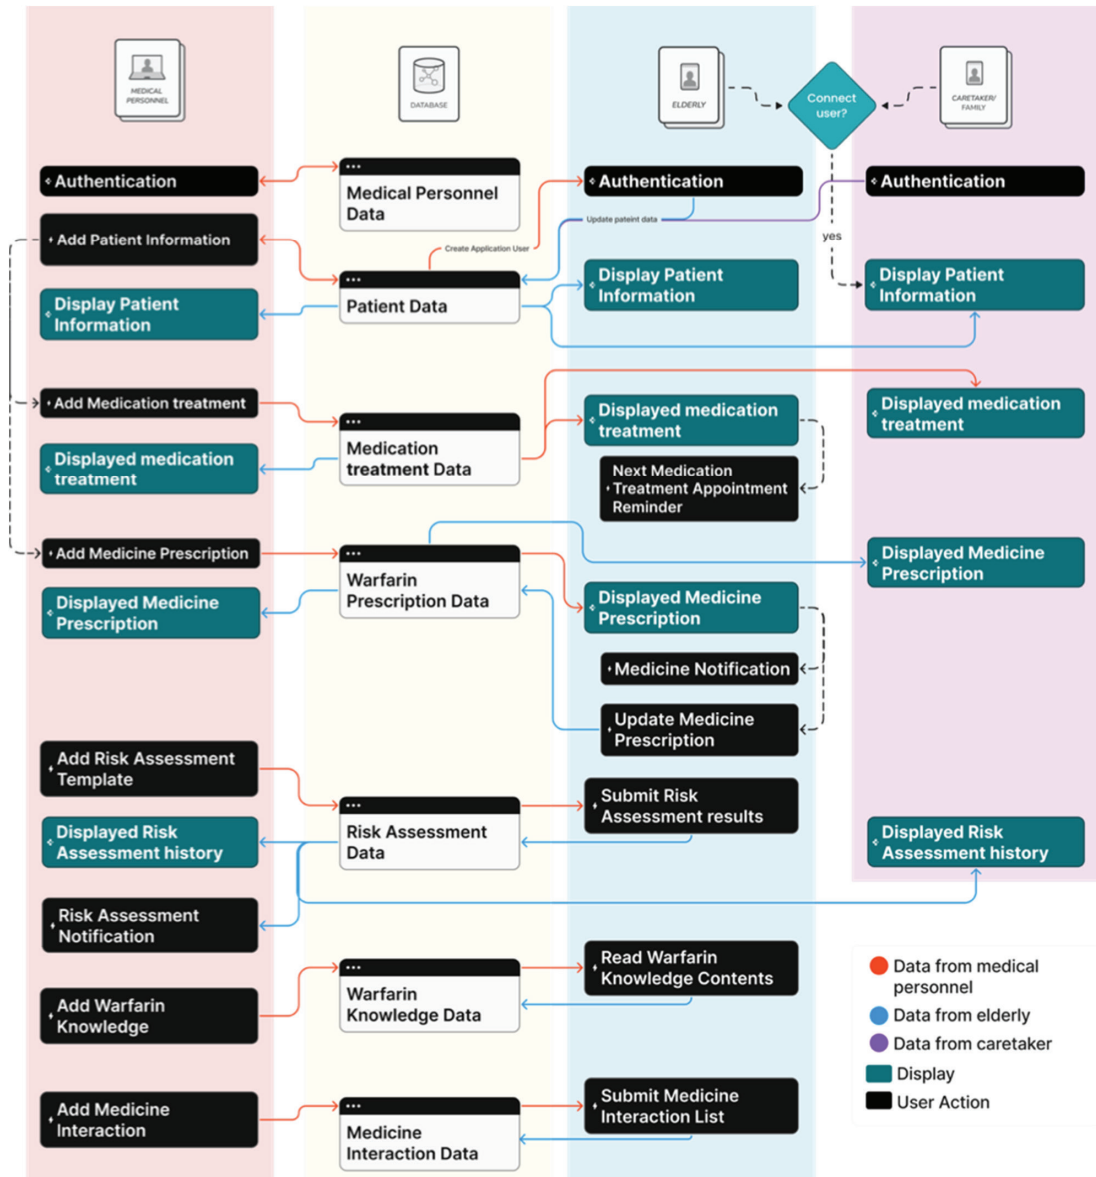 MEDICAL
PERSONNEL
DATABASE
ELDERLY
Connect
user?
CARETAKER/
FAMILY
Authentication
Medical Personnel
Data
Authentication
Authentication
Add Patient Information
Update pateint data
Create Application User
yes
Display Patient
Information
Patient Data
Display Patient
Information
Display Patient
Information
Add Medication treatment
Displayed medication
treatment
Medication
treatment Data
Displayed medication
treatment
Next Medication
Treatment Appointment
Reminder
Displayed medication
treatment
Add Medicine Prescription
Displayed Medicine
Prescription
Warfarin
Prescription Data
Displayed Medicine
Prescription
Medicine Notification
Update Medicine
Prescription
Displayed Medicine
Prescription
Add Risk Assessment
Template
Displayed Risk
Assessment history
Risk Assessment
Notification
Risk Assessment
Data
Submit Risk
Assessment results
Displayed Risk
Assessment history
Add Warfarin
Knowledge
Warfarin
Knowledge Data
Read Warfarin
Knowledge Contents
Add Medicine
Interaction
Medicine
Interaction Data
Submit Medicine
Interaction List
Data from medical
personnel
Data from elderly
Data from caretaker
Display
User Action